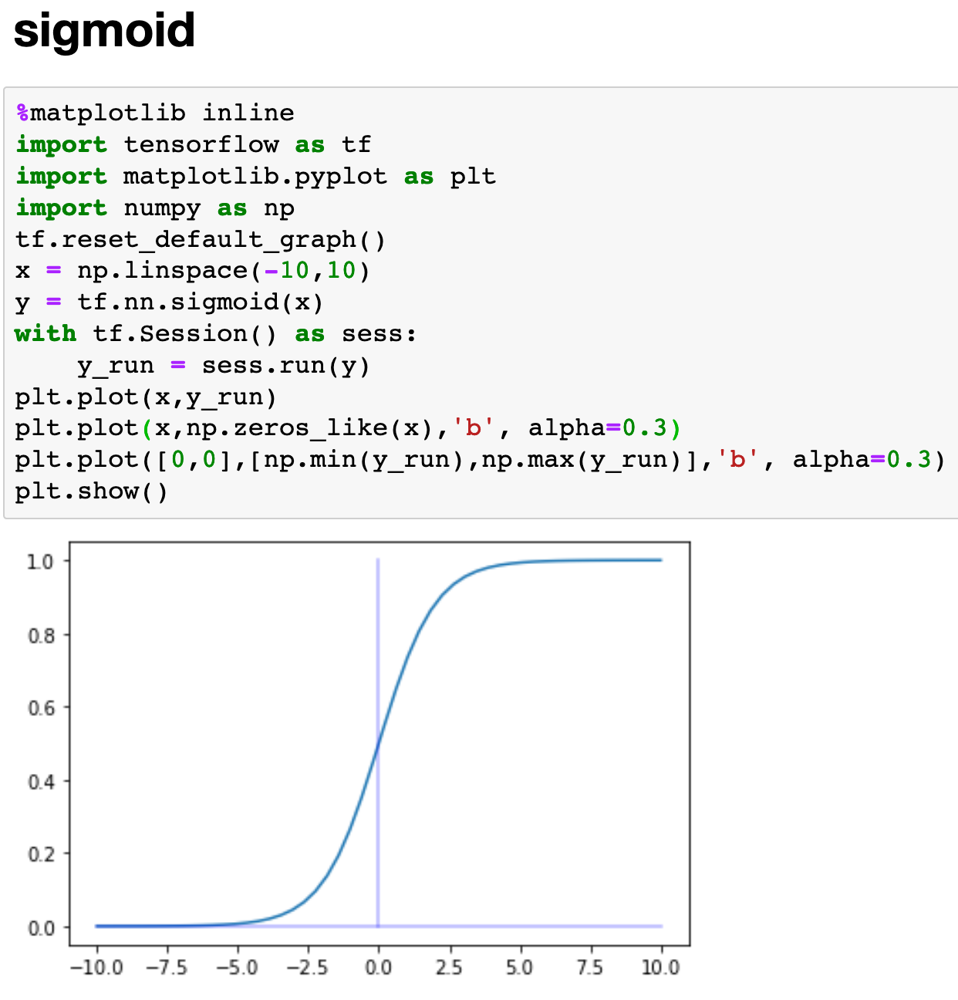 sigmoid
%matplotlib inline
import tensorflow as tf
import matplotlib.pyplot as plt
import numpy as np
tf.reset_default_graph()
x = np.linspace(-10,10)
y = tf.nn.sigmoid(x)
with tf.Session() as sess:
    y_run = sess.run(y)
plt.plot(x,y_run)
plt.plot(x,np.zeros_like(x),'b', alpha=0.3)
plt.plot([0,0],[np.min(y_run),np.max(y_run)],'b', alpha=0.3)
plt.show()
1.0
0.8
0.6
0.4
0.2
0.0
−10.0 −7.5 −5.0 −2.5 0.0 2.5 5.0 7.5 10.0